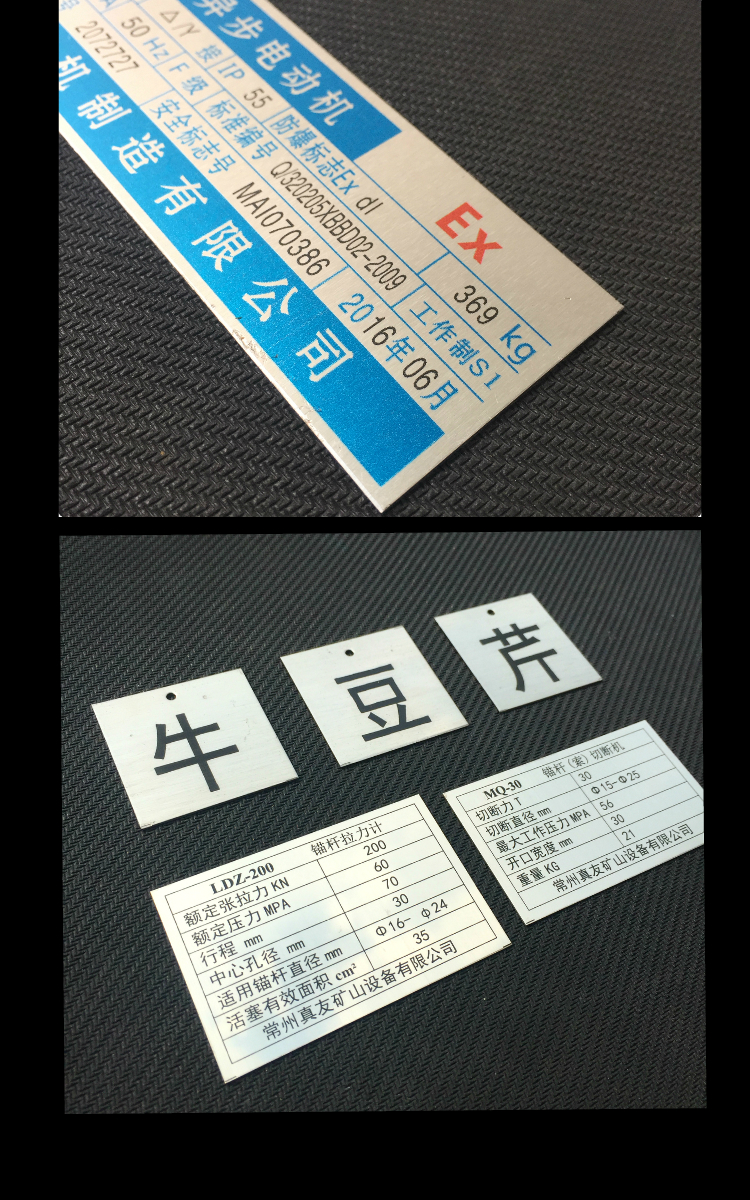 异步电动机
△/Y 接 IP 55 防爆标志Ex dI
Ex
50 Hz F 级 标准编号 Q/320205XBBD02-2009
369 kg
2072727 安全标志号 MAI070386
工作制S1
2016年06月
机制造有限公司
牛
豆
芹
LDZ-200 锚杆拉力计
额定张拉力 KN 200
额定压力 MPA 60
行程 mm 70
中心孔径 mm 30
适用锚杆直径 mm Φ16- Φ24
活塞有效面积 cm² 35
常州真友矿山设备有限公司
MQ-30 锚杆(索)切断机
切断力 T 30
切断直径 mm Φ15-Φ25
最大工作压力 MPA 56
开口宽度 mm 30
重量 KG 21
常州真友矿山设备有限公司